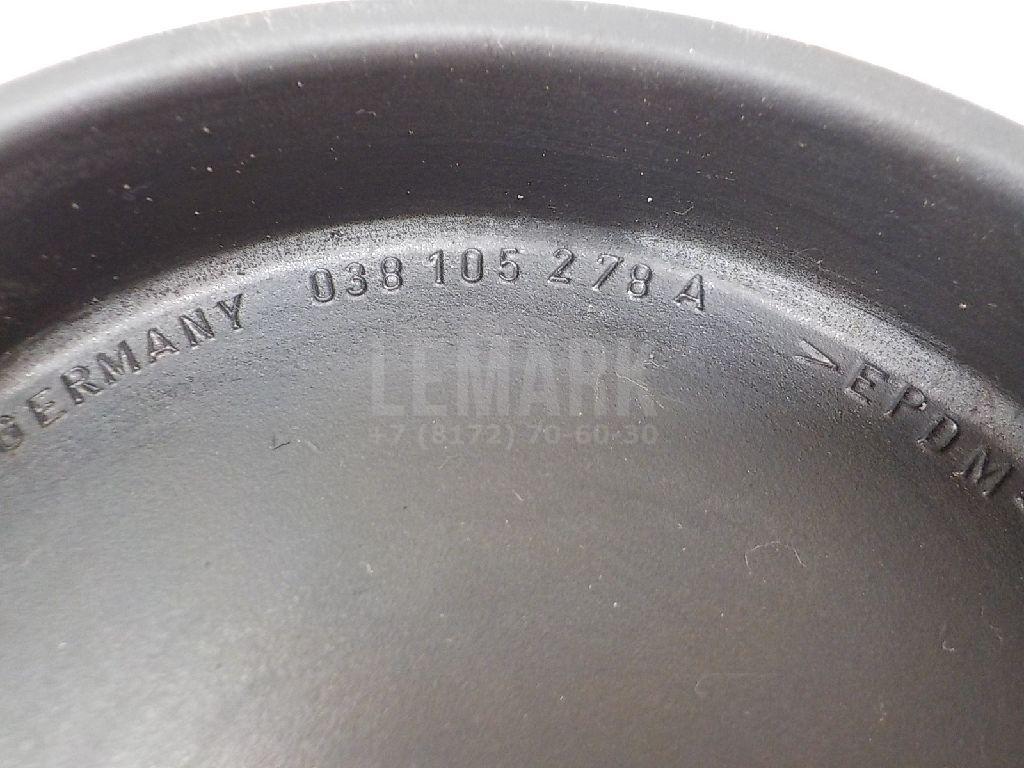 GERMANY 038 105 278 A >EPDM
LEMARK
+7 (8172) 70-60-30